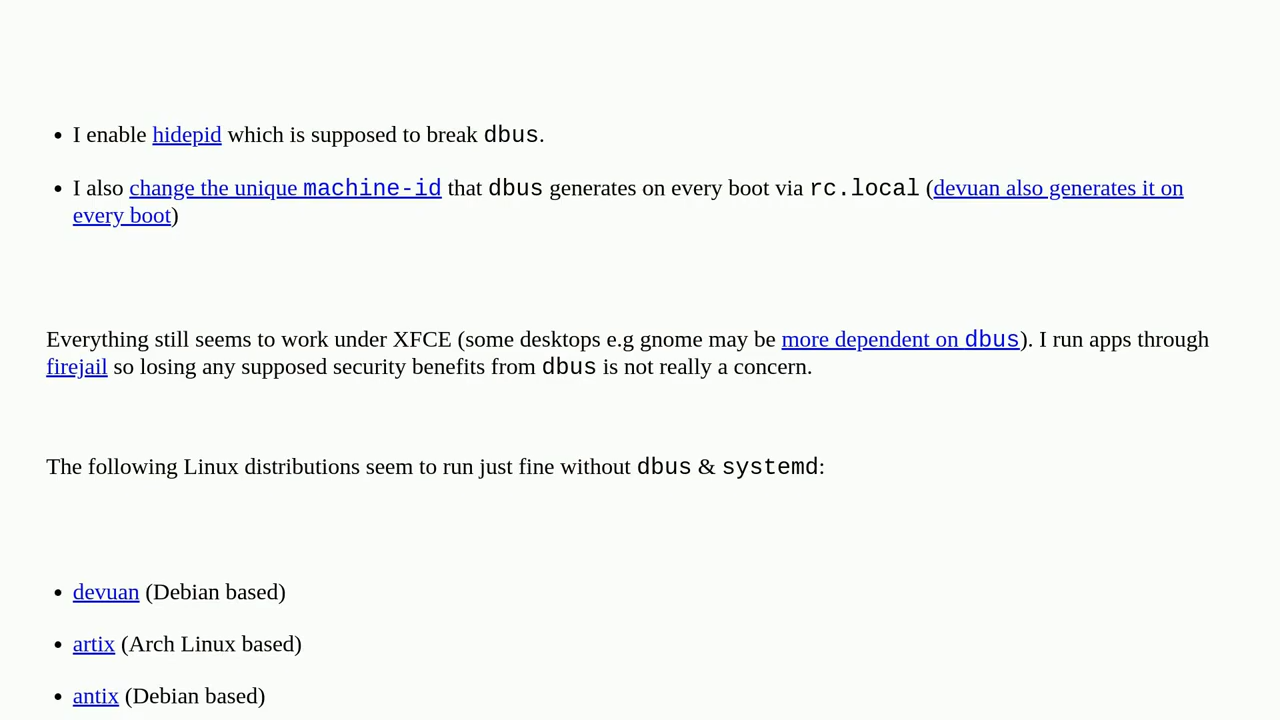 • I enable hidepid which is supposed to break dbus.
• I also change the unique machine-id that dbus generates on every boot via rc.local (devuan also generates it on
every boot)
Everything still seems to work under XFCE (some desktops e.g gnome may be more dependent on dbus). I run apps through
firejail so losing any supposed security benefits from dbus is not really a concern.
The following Linux distributions seem to run just fine without dbus & systemd:
• devuan (Debian based)
• artix (Arch Linux based)
• antix (Debian based)